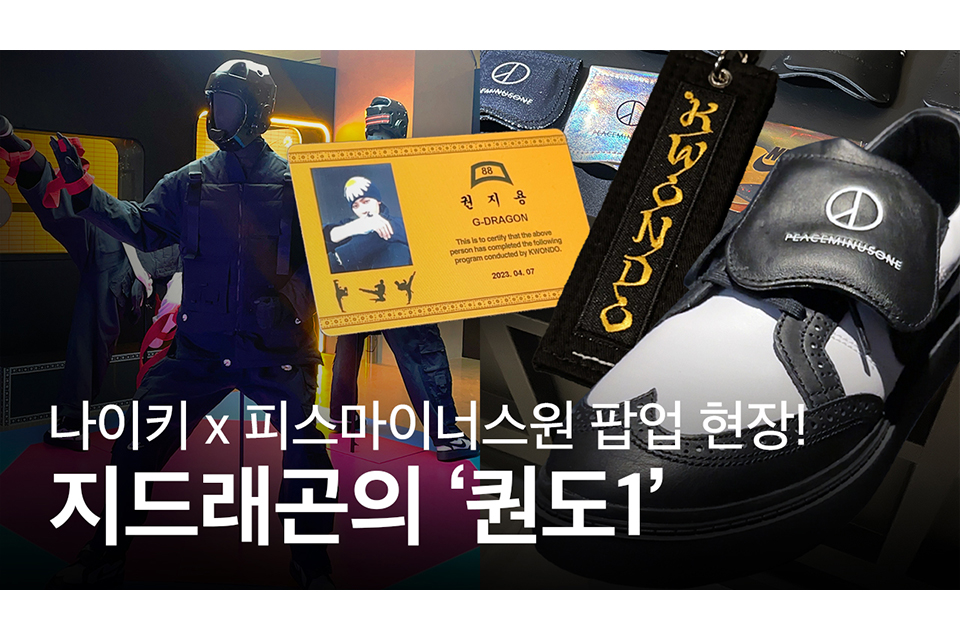 88
권지용
G-DRAGON
This is to certify that the above
person has completed the following
program conducted by KWONDO.
2023. 04. 07
PEACEMINUSONE
KWONDO
PEACEMINUSONE
나이키 x 피스마이너스원 팝업 현장!
지드래곤의 ‘퀀도1’